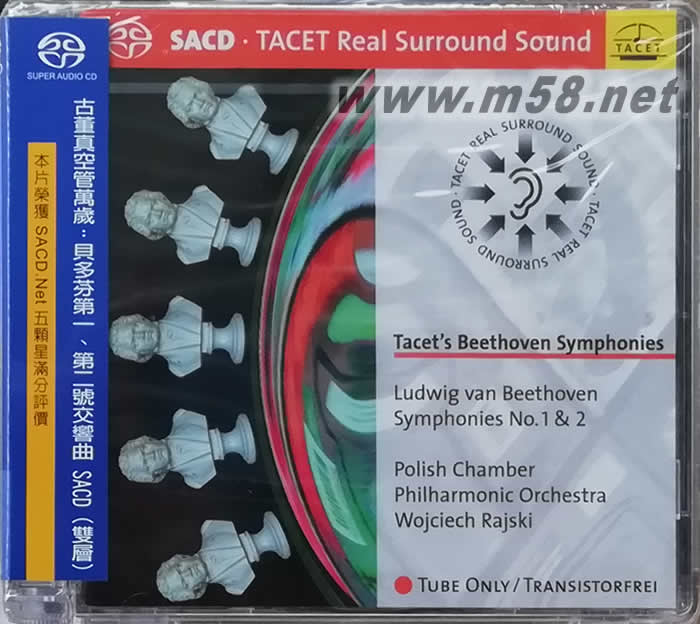 SUPER AUDIO CD
古董真空管萬歲：貝多芬第一、第二號交響曲 SACD（雙層）
本片榮獲 SACD.Net 五顆星滿分評價
SACD · TACET Real Surround Sound
TACET
www.m58.net
TACET REAL SURROUND SOUND · TACET REAL SURROUND SOUND ·
Tacet's Beethoven Symphonies
Ludwig van Beethoven
Symphonies No. 1 & 2
Polish Chamber
Philharmonic Orchestra
Wojciech Rajski
TUBE ONLY / TRANSISTORFREI